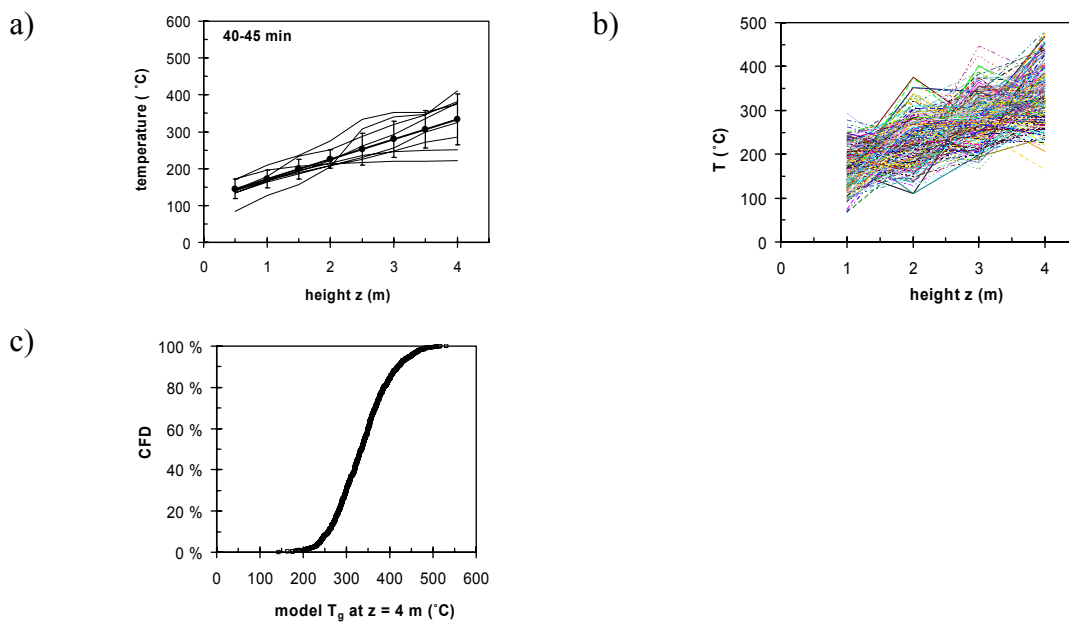 a)
600
500
400
300
200
100
0
40-45 min
temperature ( ˚C)
0 1 2 3 4
height z (m)
b)
500
400
300
200
100
0
T (˚C)
0 1 2 3 4
height z (m)
c)
100 %
80 %
60 %
40 %
20 %
0 %
CFD
0 100 200 300 400 500 600
model Tg at z = 4 m (˚C)